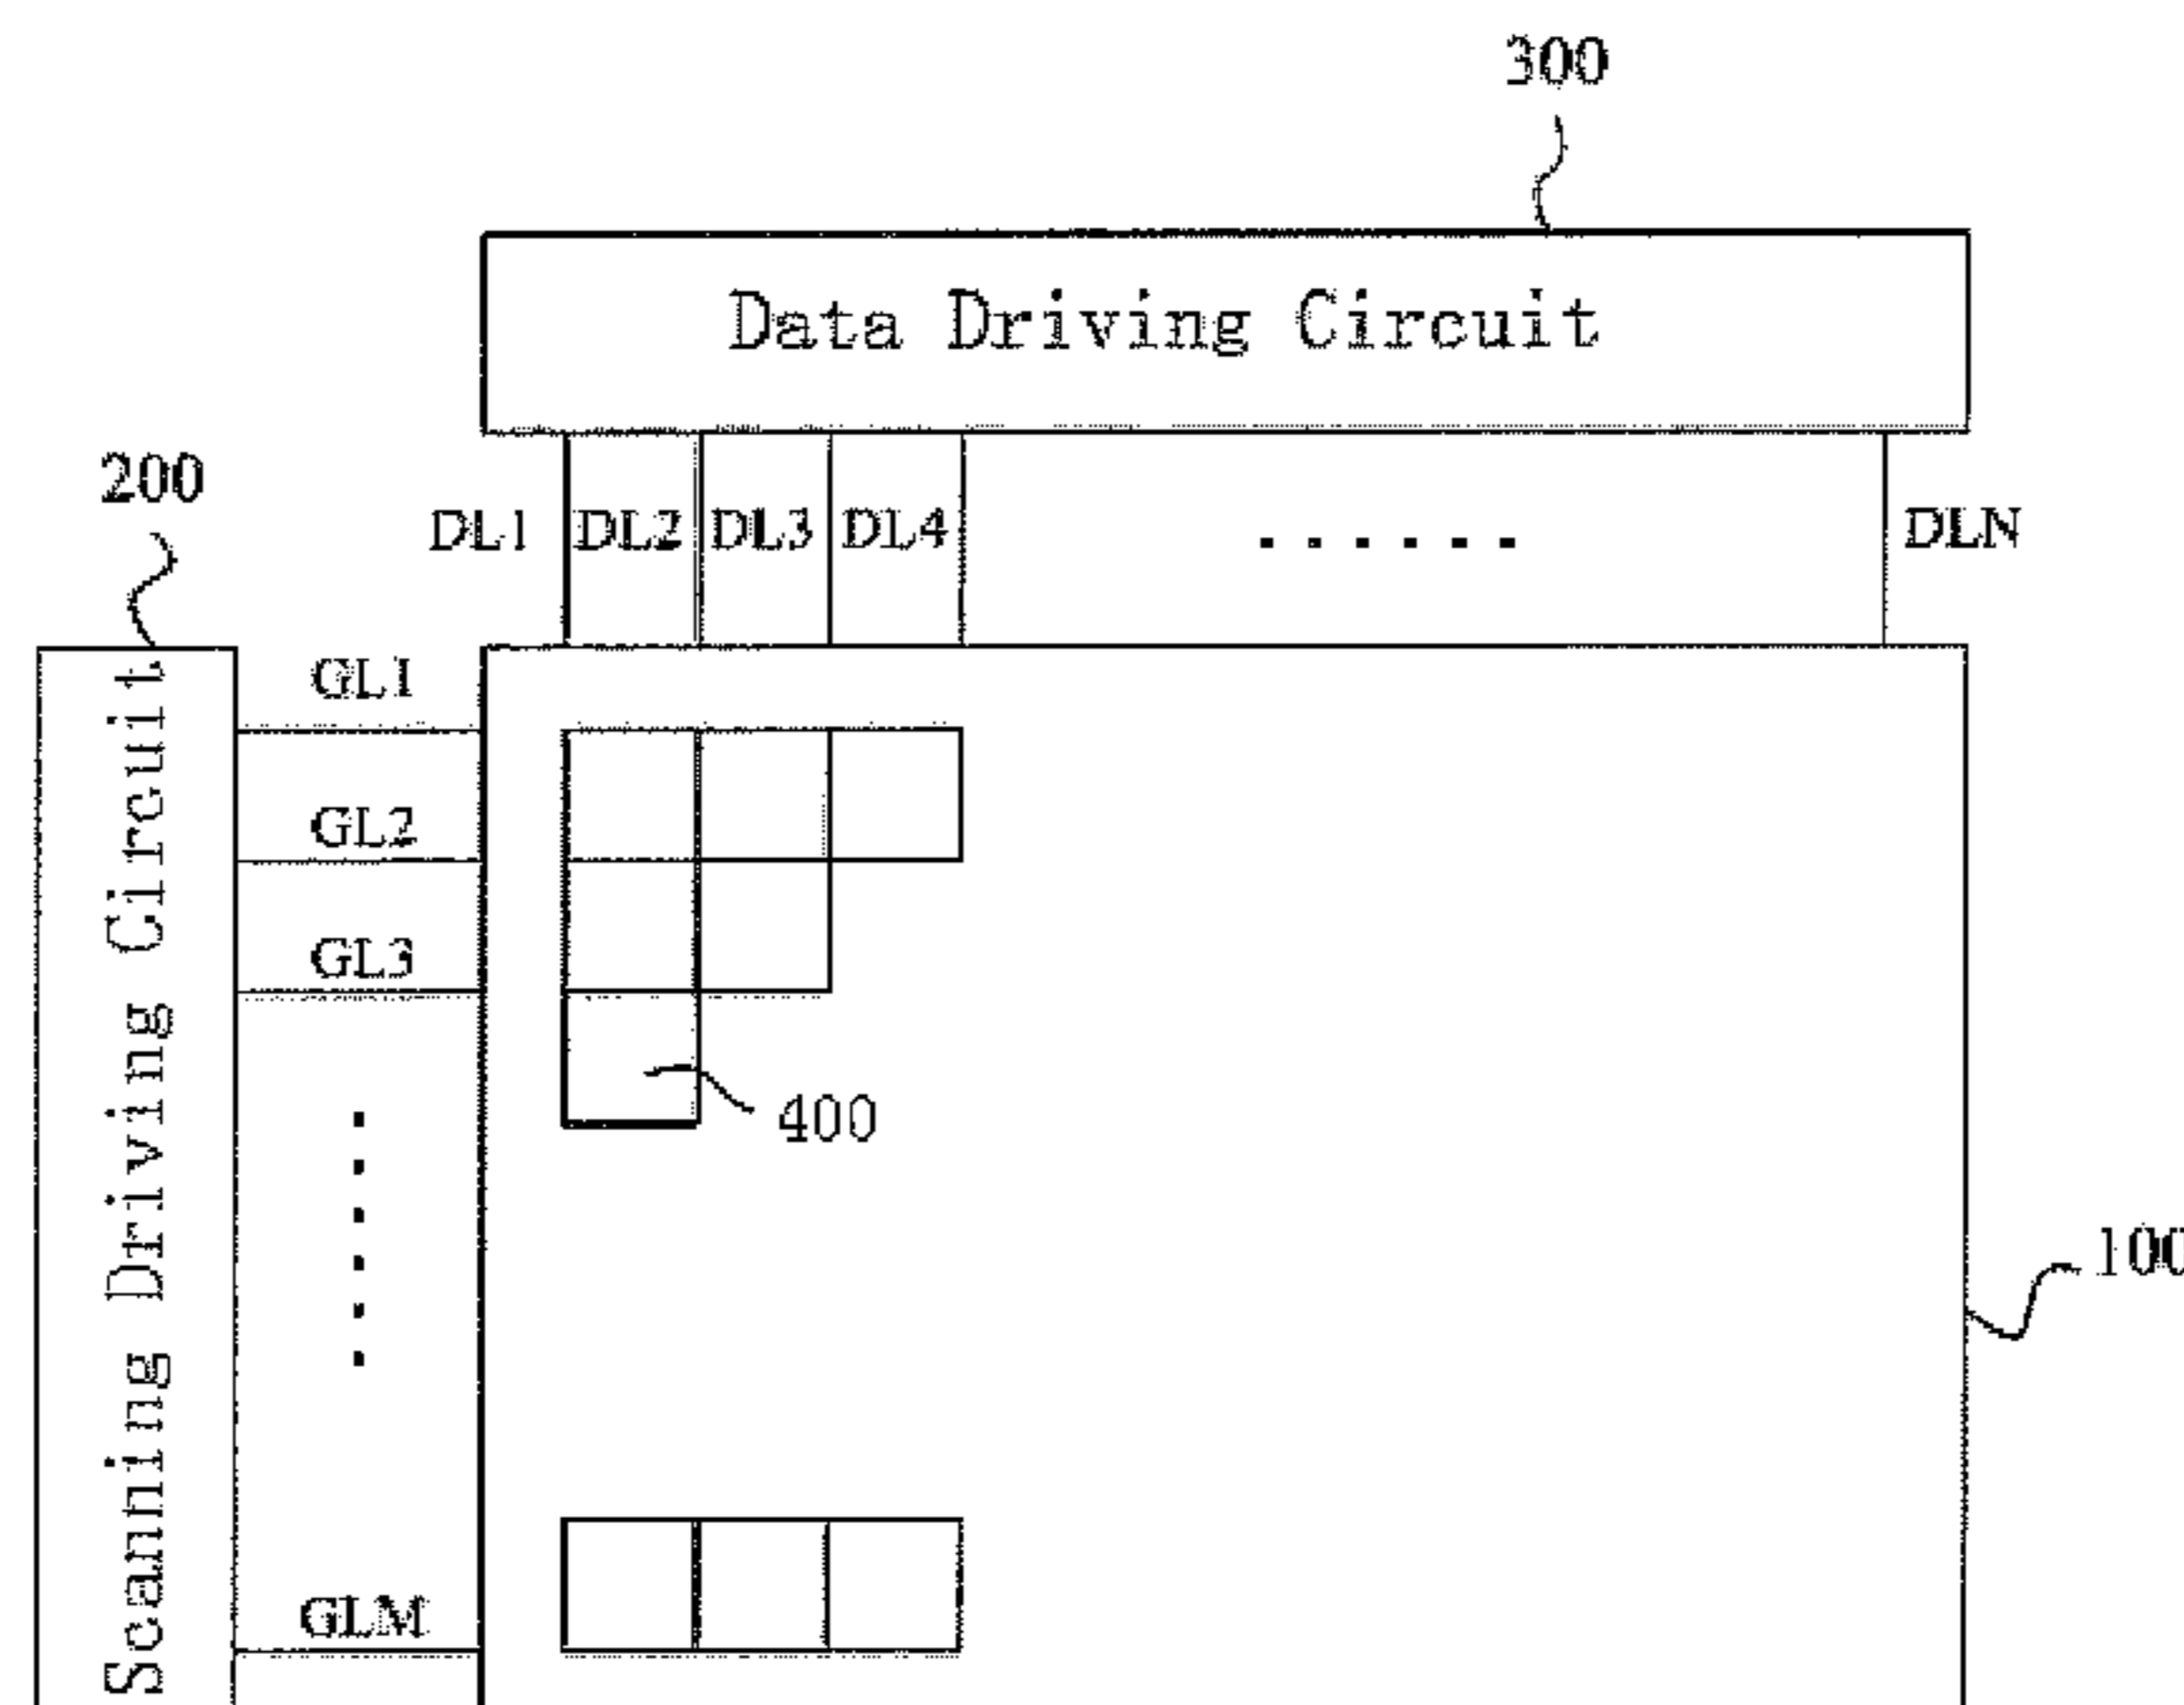 300
Data Driving Circuit
200
DL1 DL2 DL3 DL4 ...... DLN
Scanning Driving Circuit
GL1
GL2
GL3
400
100
GLM